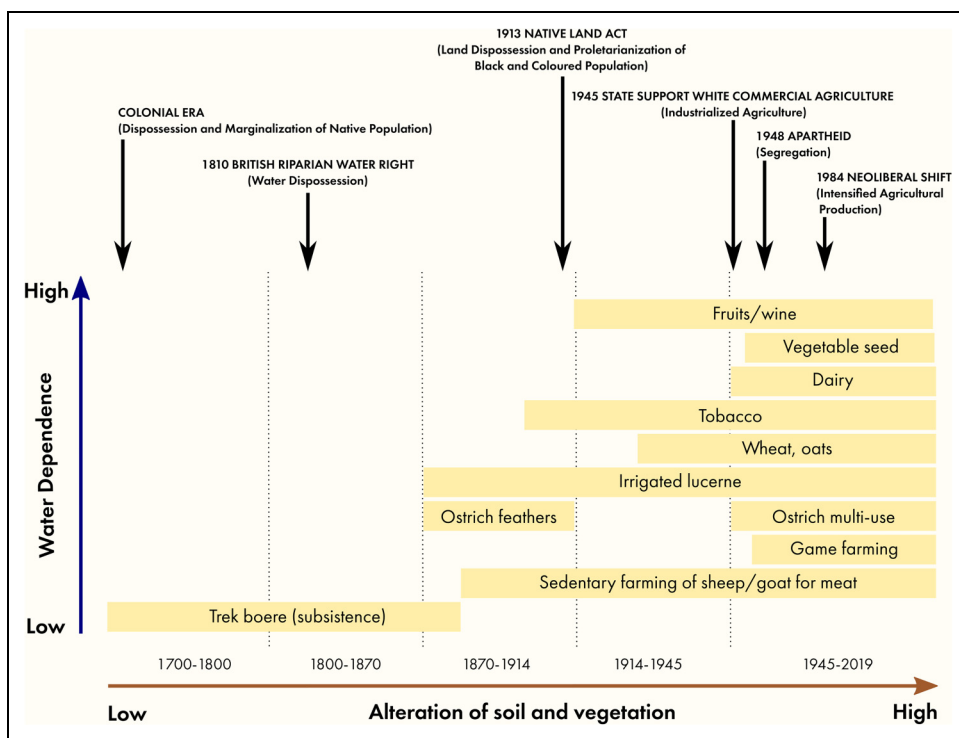 1913 NATIVE LAND ACT
(Land Dispossession and Proletarianization of
Black and Coloured Population)
1945 STATE SUPPORT WHITE COMMERCIAL AGRICULTURE
(Industrialized Agriculture)
COLONIAL ERA
(Dispossession and Marginalization of Native Population)
1948 APARTHEID
(Segregation)
1810 BRITISH RIPARIAN WATER RIGHT
(Water Dispossession)
1984 NEOLIBERAL SHIFT
(Intensified Agricultural
Production)
High
Water Dependence
Low
Fruits/wine
Vegetable seed
Dairy
Tobacco
Wheat, oats
Irrigated lucerne
Ostrich feathers
Ostrich multi-use
Game farming
Sedentary farming of sheep/goat for meat
Trek boere (subsistence)
1700-1800
1800-1870
1870-1914
1914-1945
1945-2019
Low
Alteration of soil and vegetation
High